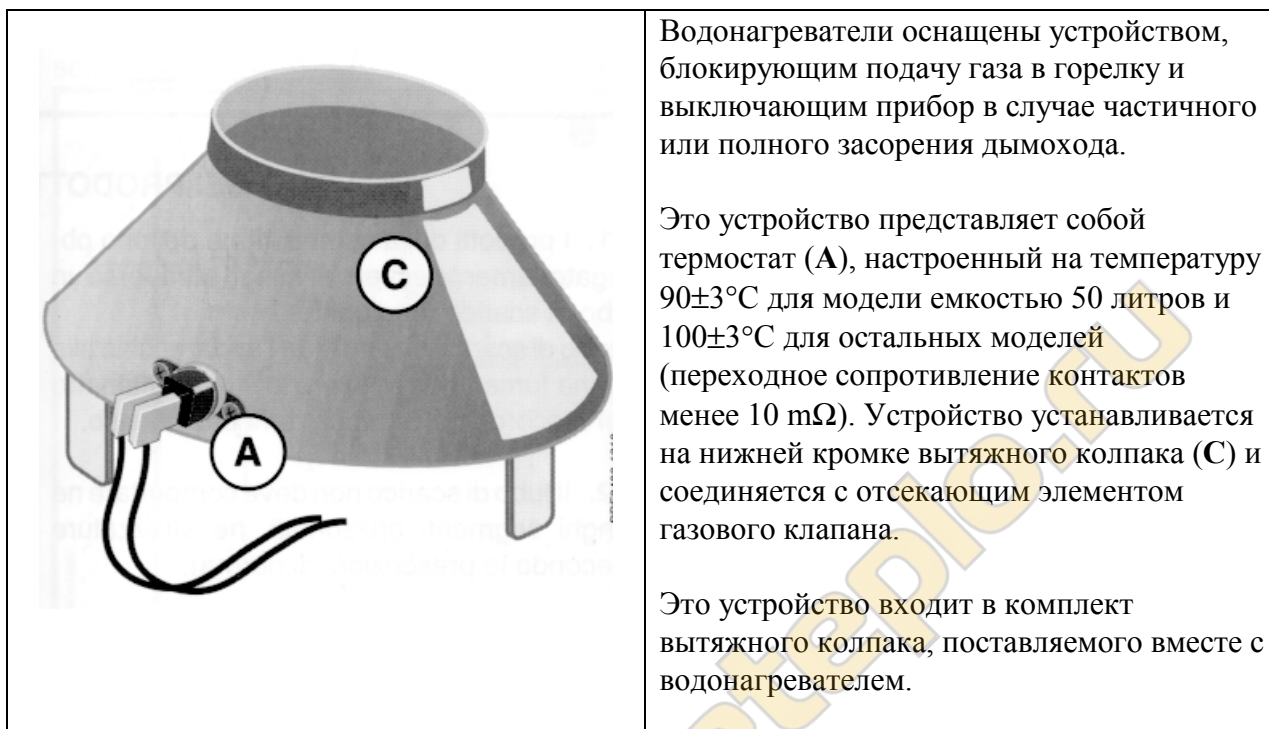 C
A
Водонагреватели оснащены устройством,
блокирующим подачу газа в горелку и
выключающим прибор в случае частичного
или полного засорения дымохода.
Это устройство представляет собой
термостат (A), настроенный на температуру
90±3°C для модели емкостью 50 литров и
100±3°C для остальных моделей
(переходное сопротивление контактов
менее 10 mΩ). Устройство устанавливается
на нижней кромке вытяжного колпака (C) и
соединяется с отсекающим элементом
газового клапана.
Это устройство входит в комплект
вытяжного колпака, поставляемого вместе с
водонагревателем.